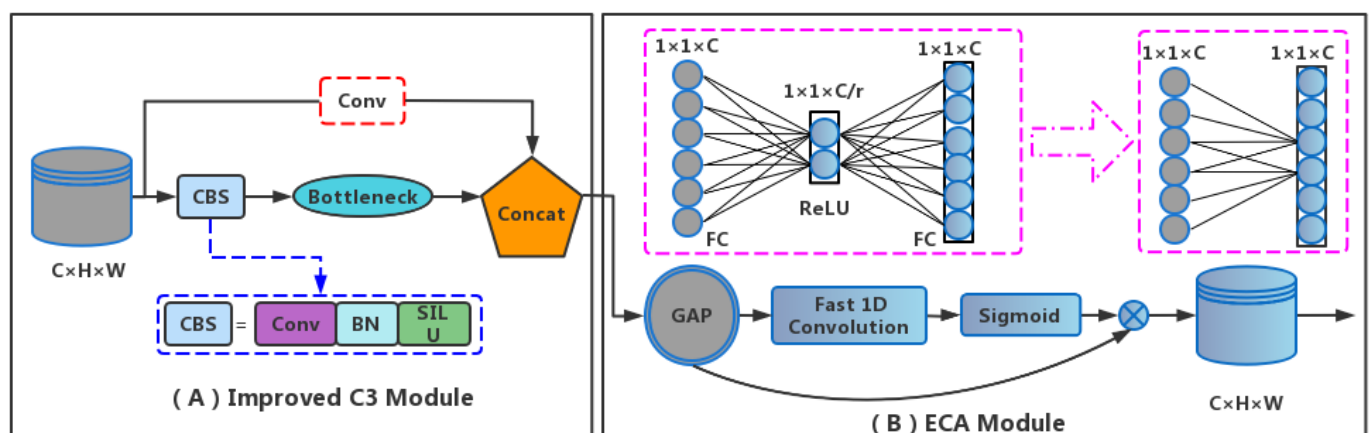 Conv
CBS
Bottleneck
Concat
C×H×W
CBS = Conv BN SIL
U
( A ) Improved C3 Module
1×1×C
1×1×C
1×1×C/r
ReLU
FC
FC
1×1×C
1×1×C
GAP
Fast 1D
Convolution
Sigmoid
C×H×W
( B ) ECA Module